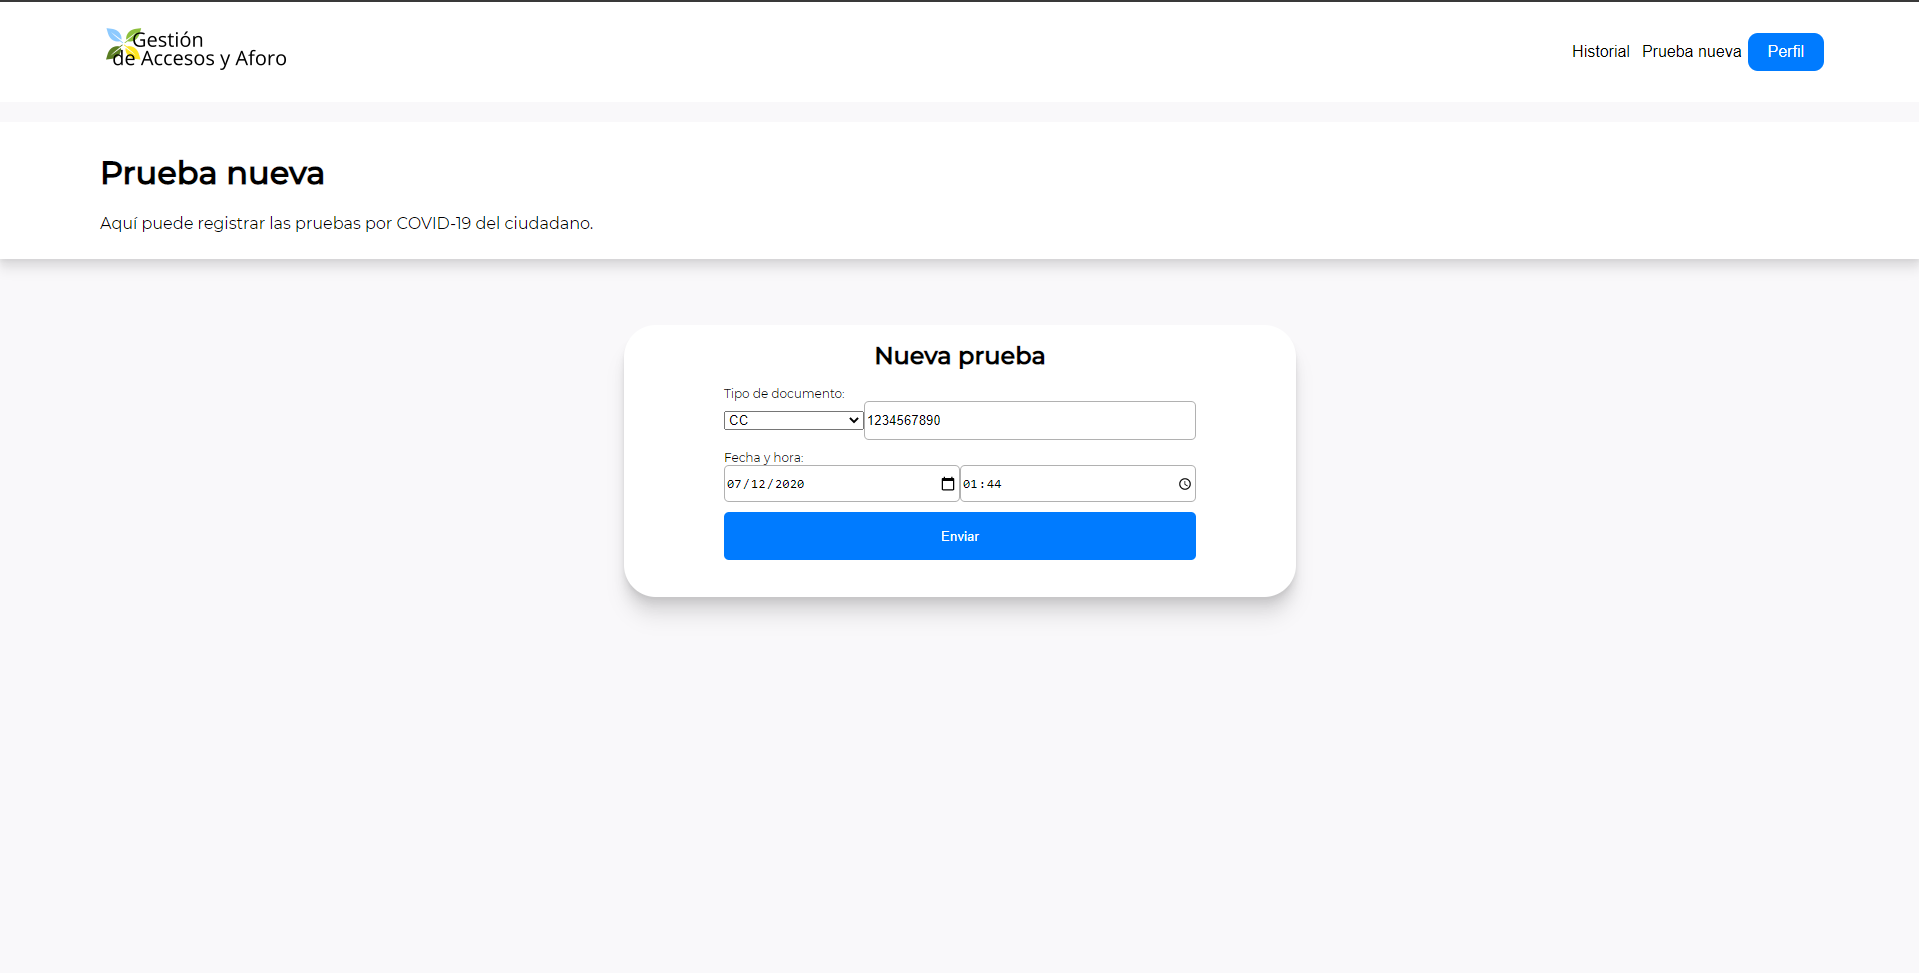 Gestión
de Accesos y Aforo
Historial Prueba nueva Perfil
Prueba nueva
Aquí puede registrar las pruebas por COVID-19 del ciudadano.
Nueva prueba
Tipo de documento:
CC 1234567890
Fecha y hora:
07/12/2020 01:44
Enviar